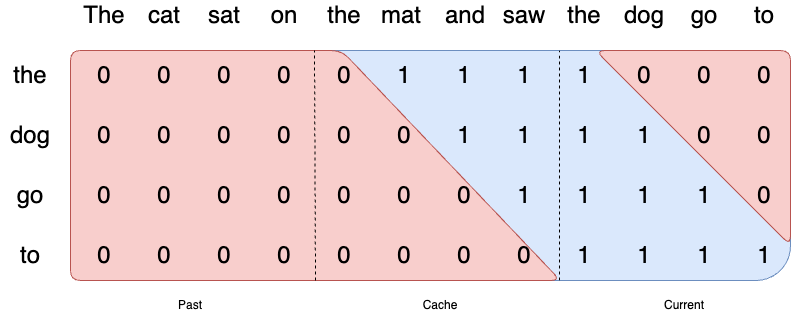 The cat sat on the mat and saw the dog go to
the 0 0 0 0 0 1 1 1 1 0 0 0
dog 0 0 0 0 0 0 1 1 1 1 0 0
go 0 0 0 0 0 0 0 1 1 1 1 0
to 0 0 0 0 0 0 0 0 1 1 1 1
Past Cache Current